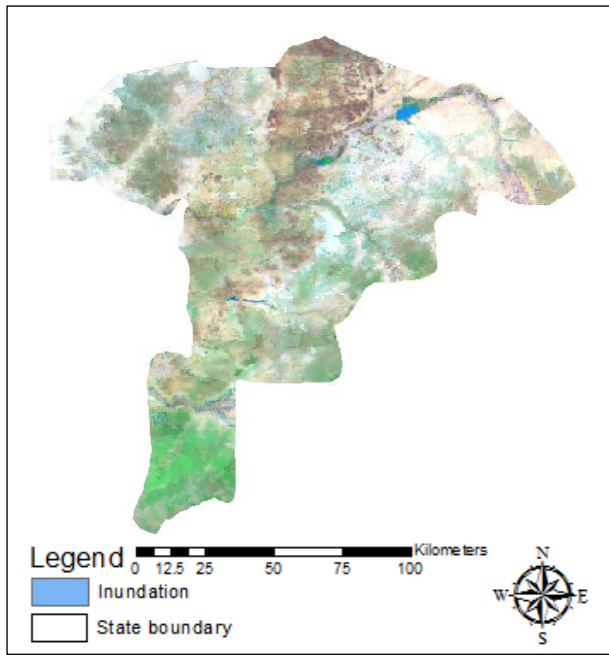 Legend
Kilometers
0 12.5 25 50 75 100
Inundation
State boundary
N
W E
S